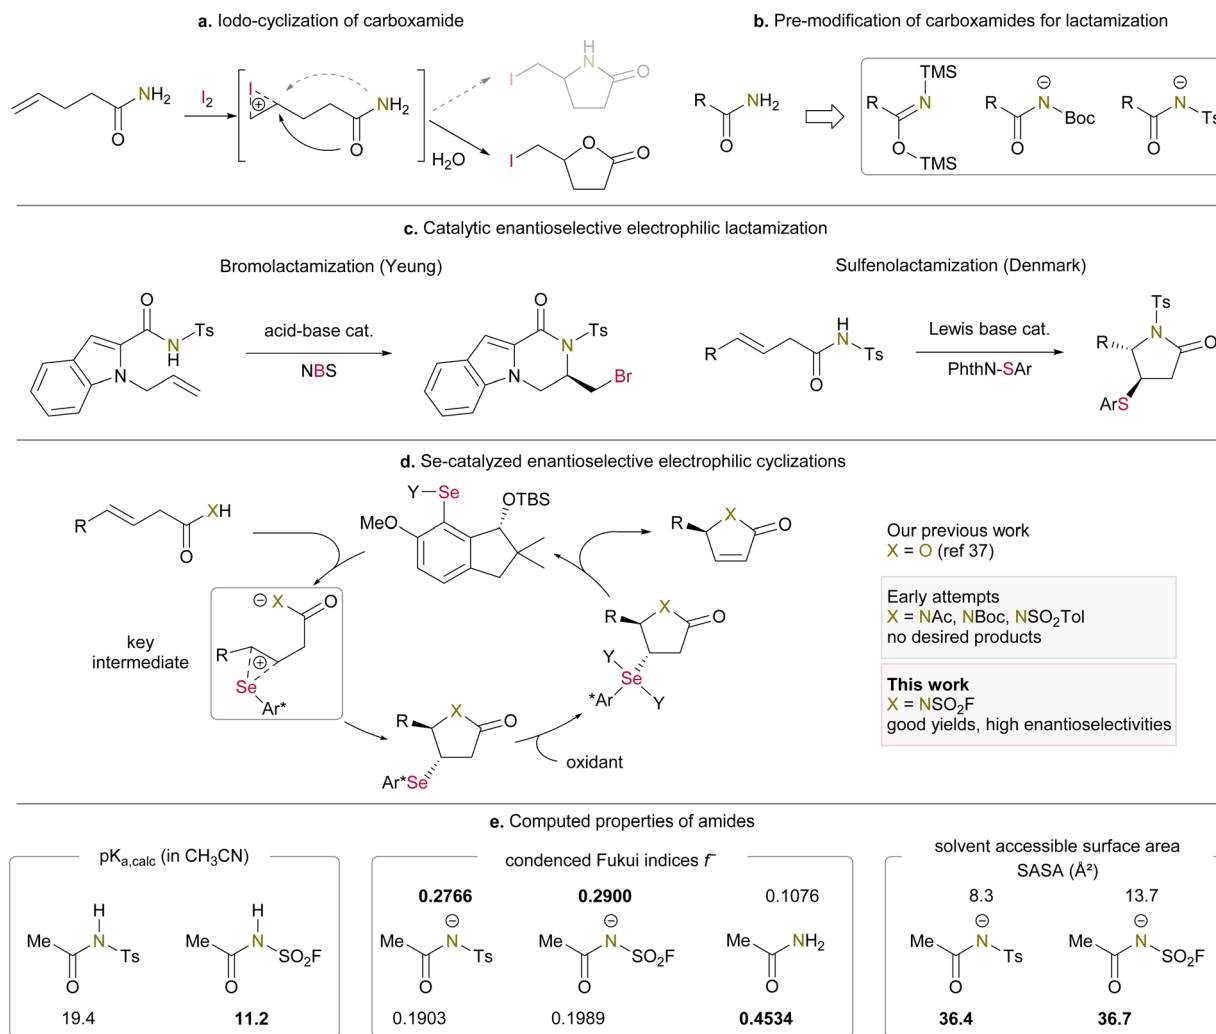 a. Iodo-cyclization of carboxamide
NH2
O
I2
I
⊕
NH2
O
H2O
H
N
O
I
O
O
I
b. Pre-modification of carboxamides for lactamization
R
NH2
O
TMS
R
N
O
TMS
R
N
⊖
Boc
O
R
N
⊖
Ts
O
c. Catalytic enantioselective electrophilic lactamization
Bromolactamization (Yeung)
O
Ts
N
H
N
acid-base cat.
NBS
O
Ts
N
N
Br
Sulfenolactamization (Denmark)
R
H
N
Ts
O
Lewis base cat.
PhthN-SAr
Ts
N
R
O
ArS
d. Se-catalyzed enantioselective electrophilic cyclizations
R
XH
O
Y
Se
OTBS
MeO
R
X
O
key
intermediate
⊖ X
O
R
⊕
Se
Ar*
R
X
O
Ar*Se
oxidant
R
X
O
Y
Se
*Ar
Y
Our previous work
X = O (ref 37)
Early attempts
X = NAc, NBoc, NSO2Tol
no desired products
This work
X = NSO2F
good yields, high enantioselectivities
e. Computed properties of amides
pKa,calc (in CH3CN)
H
Me
N
Ts
O
19.4
H
Me
N
SO2F
O
11.2
condenced Fukui indices f-
0.2766
⊖
Me
N
Ts
O
0.1903
0.2900
⊖
Me
N
SO2F
O
0.1989
0.1076
Me
NH2
O
0.4534
solvent accessible surface area
SASA (Å²)
8.3
⊖
Me
N
Ts
O
36.4
13.7
⊖
Me
N
SO2F
O
36.7